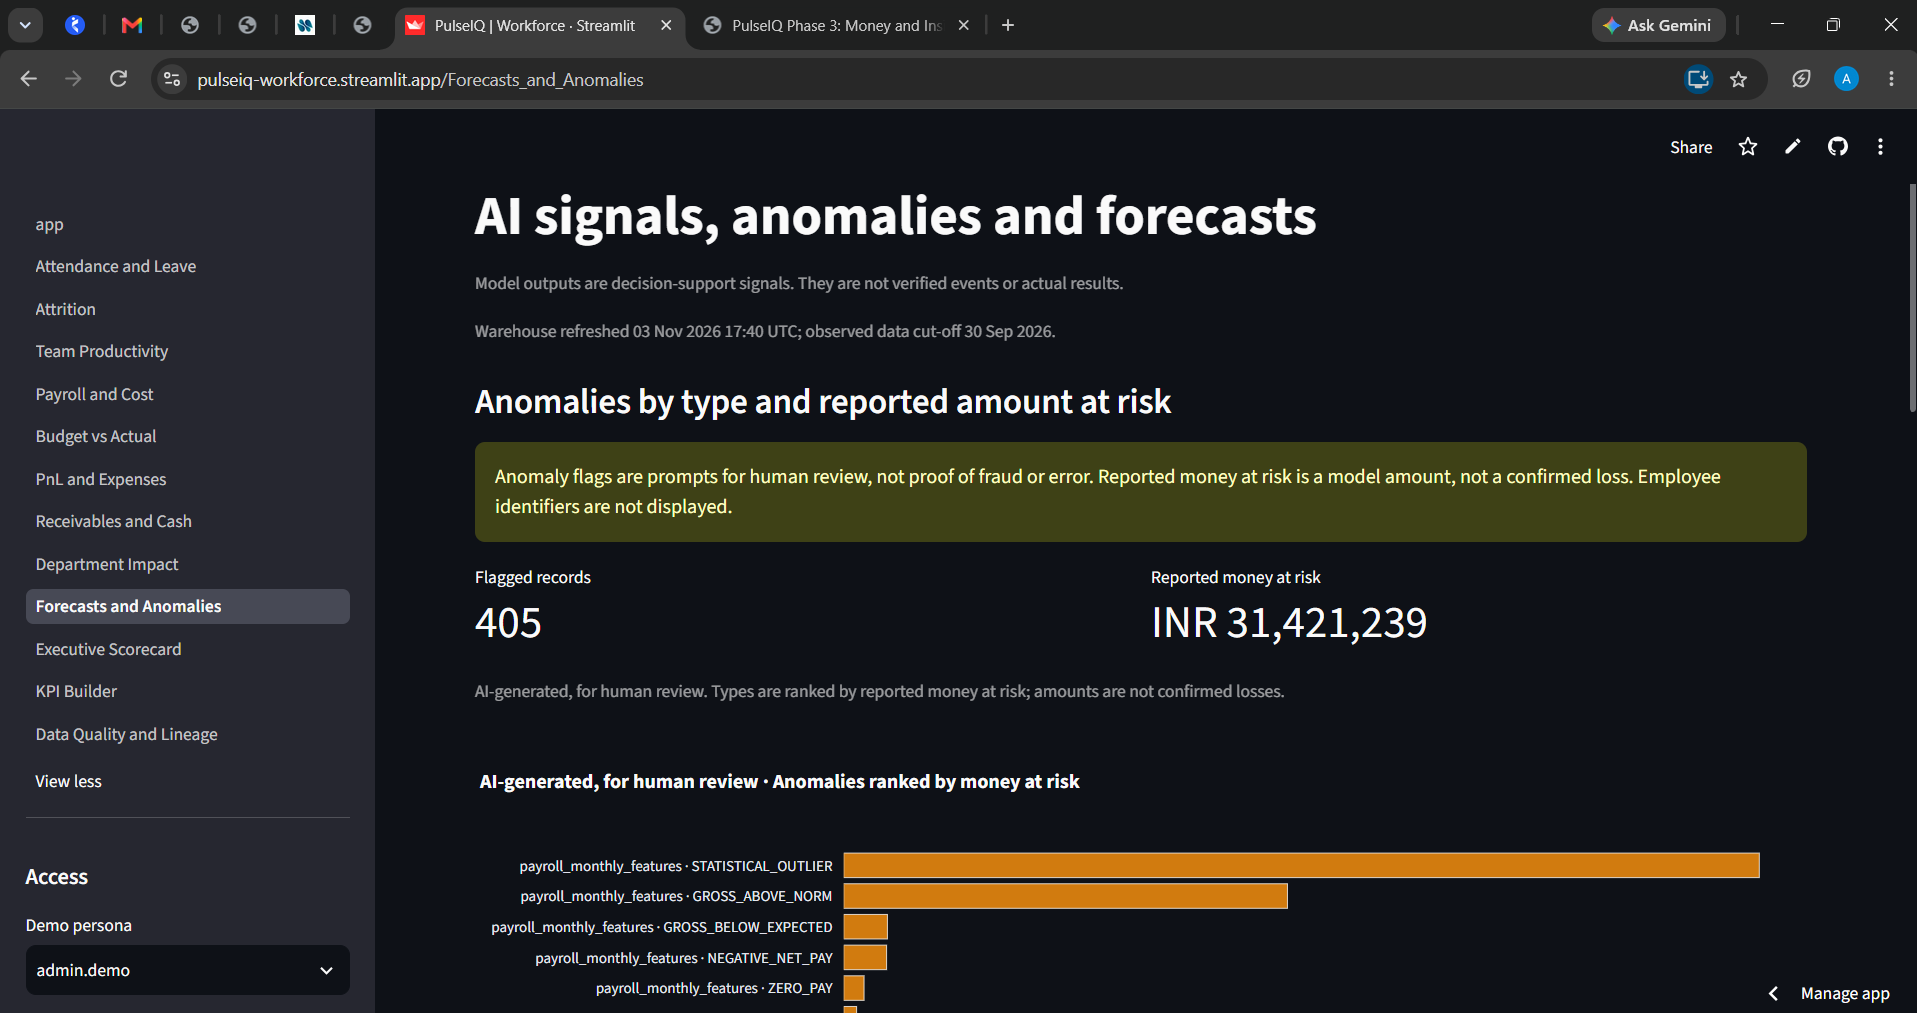 PulseIQ | Workforce · Streamlit
PulseIQ Phase 3: Money and Ins
Ask Gemini
pulseiq-workforce.streamlit.app/Forecasts_and_Anomalies
A
Share
app
Attendance and Leave
Attrition
Team Productivity
Payroll and Cost
Budget vs Actual
PnL and Expenses
Receivables and Cash
Department Impact
Forecasts and Anomalies
Executive Scorecard
KPI Builder
Data Quality and Lineage
View less
Access
Demo persona
admin.demo
AI signals, anomalies and forecasts
Model outputs are decision-support signals. They are not verified events or actual results.
Warehouse refreshed 03 Nov 2026 17:40 UTC; observed data cut-off 30 Sep 2026.
Anomalies by type and reported amount at risk
Anomaly flags are prompts for human review, not proof of fraud or error. Reported money at risk is a model amount, not a confirmed loss. Employee
identifiers are not displayed.
Flagged records
405
Reported money at risk
INR 31,421,239
AI-generated, for human review. Types are ranked by reported money at risk; amounts are not confirmed losses.
AI-generated, for human review · Anomalies ranked by money at risk
payroll_monthly_features · STATISTICAL_OUTLIER
payroll_monthly_features · GROSS_ABOVE_NORM
payroll_monthly_features · GROSS_BELOW_EXPECTED
payroll_monthly_features · NEGATIVE_NET_PAY
payroll_monthly_features · ZERO_PAY
Manage app